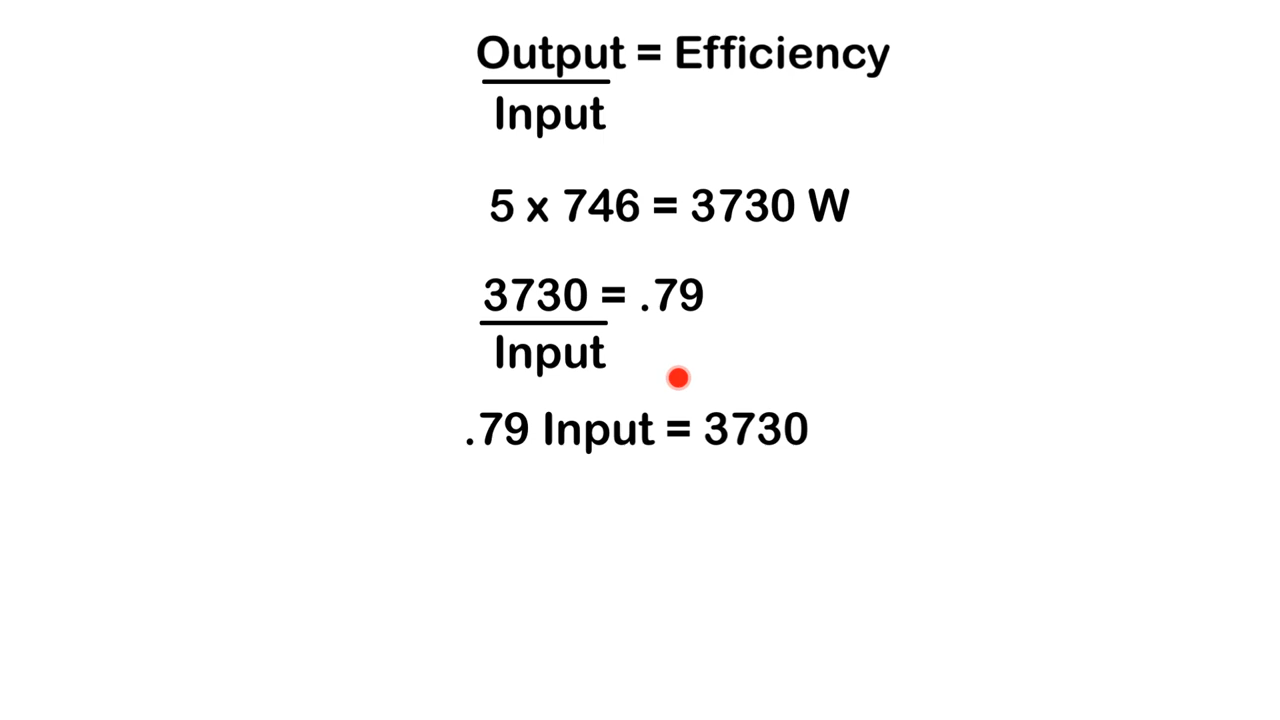 Output = Efficiency
Input
5 x 746 = 3730 W
3730 = .79
Input
.79 Input = 3730